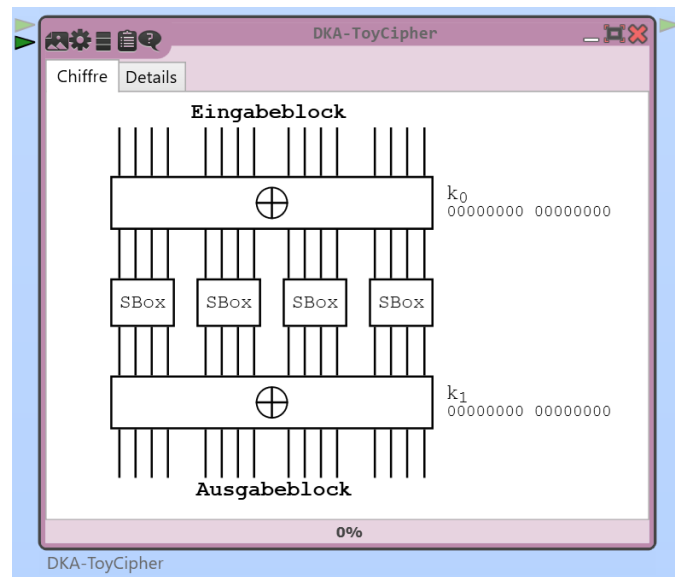 DKA-ToyCipher
Chiffre Details
Eingabeblock
k₀
00000000 00000000
SBox SBox SBox SBox
k₁
00000000 00000000
Ausgabeblock
0%
DKA-ToyCipher